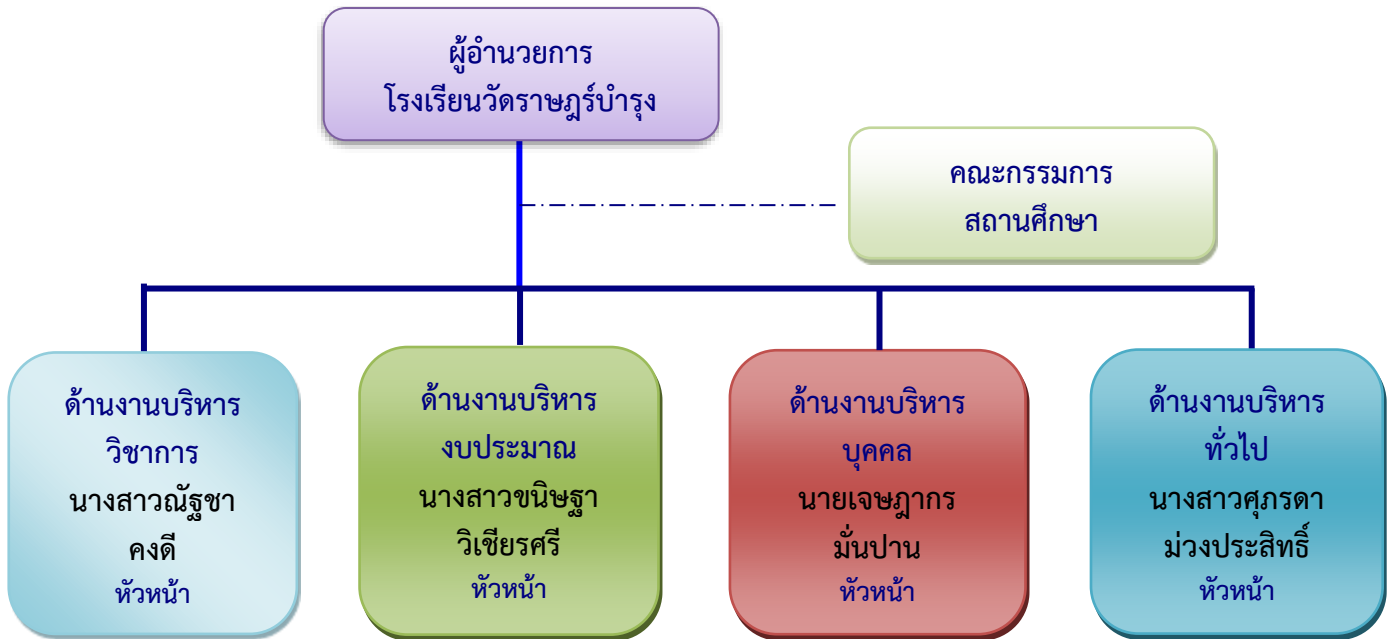 ผู้อำนวยการ
โรงเรียนวัดราษฎร์บำรุง
คณะกรรมการ
สถานศึกษา
ด้านงานบริหาร
วิชาการ
นางสาวณัฐชา
คงดี
หัวหน้า
ด้านงานบริหาร
งบประมาณ
นางสาวขนิษฐา
วิเชียรศรี
หัวหน้า
ด้านงานบริหาร
บุคคล
นายเจษฎากร
มั่นปาน
หัวหน้า
ด้านงานบริหาร
ทั่วไป
นางสาวศุภรดา
ม่วงประสิทธิ์
หัวหน้า